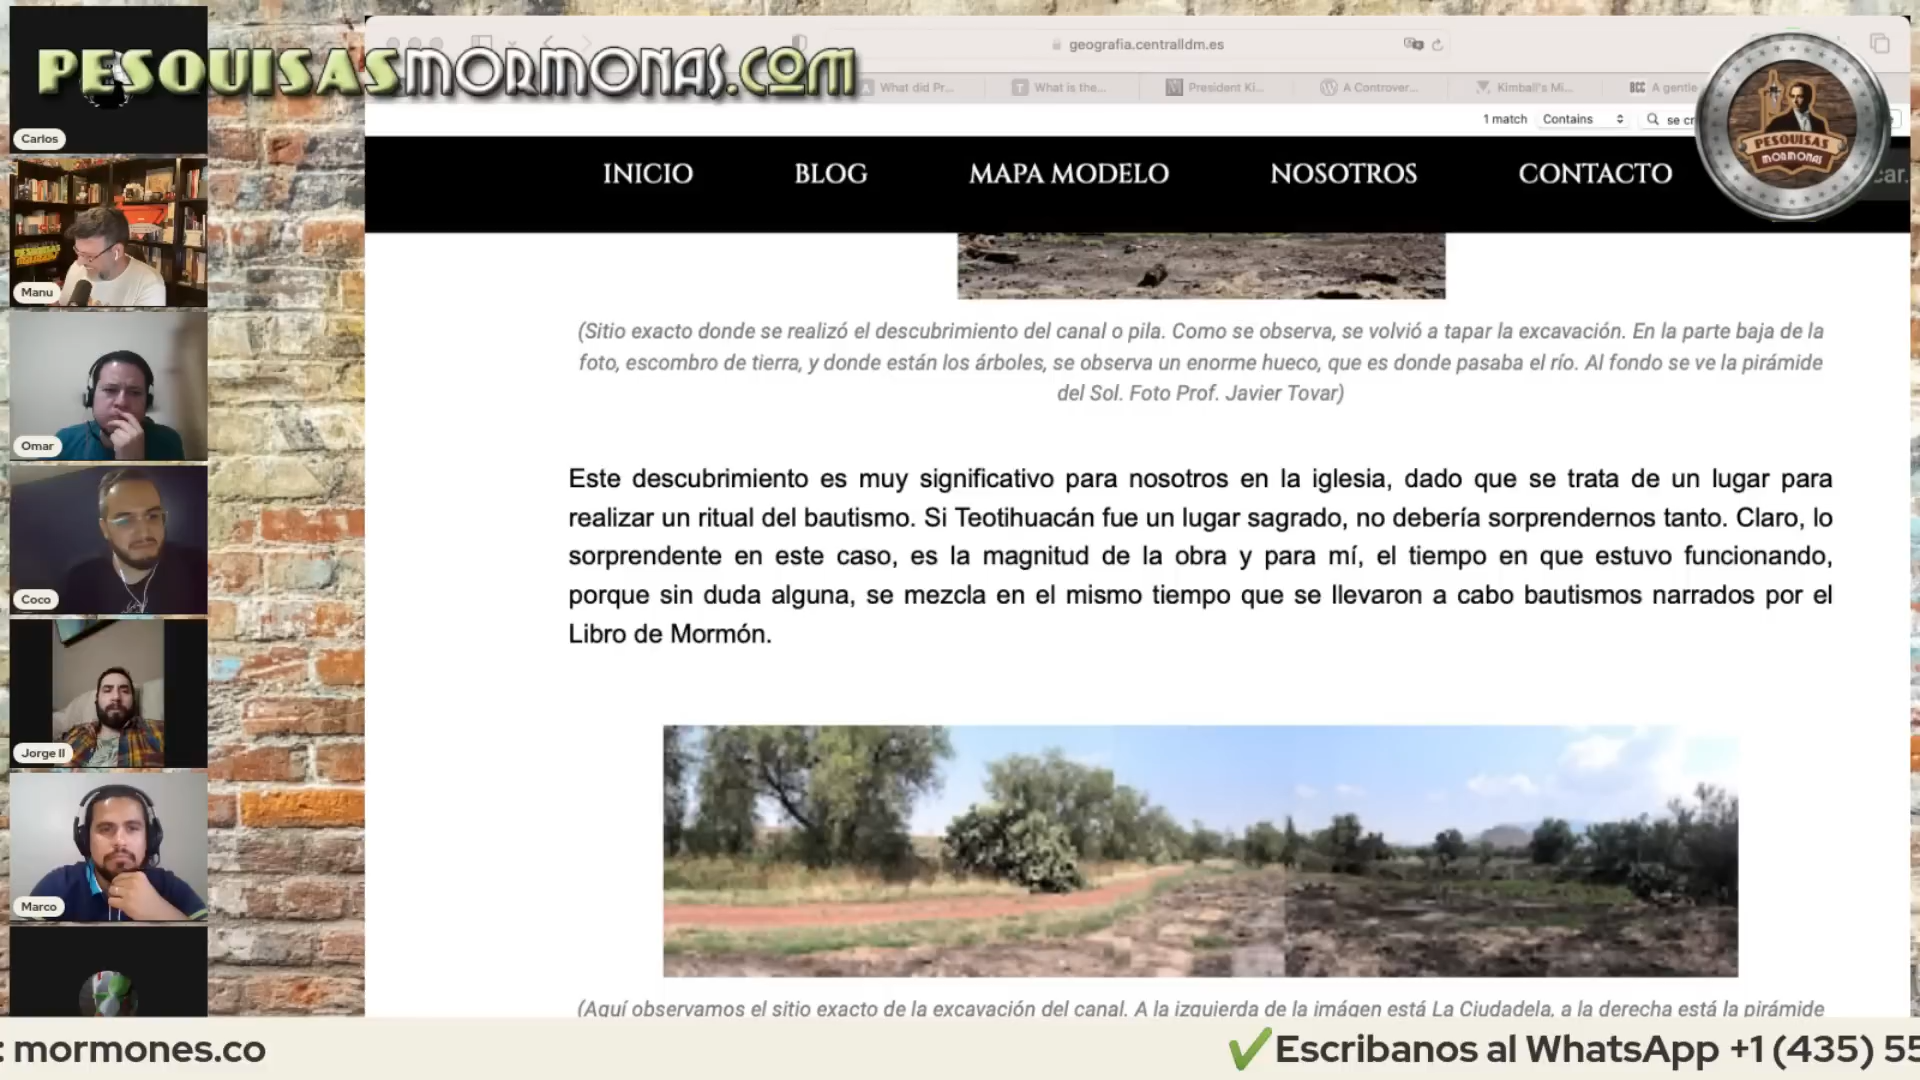 PESQUISASMORMONAS.COM
geografia.centralldm.es
What did Pr...
What is the...
President Ki...
A Controver...
Kimball's Mi...
BCC A gentle
1 match
Contains
se cr
INICIO
BLOG
MAPA MODELO
NOSOTROS
CONTACTO
car.
PESQUISAS
MORMONAS
(Sitio exacto donde se realizó el descubrimiento del canal o pila. Como se observa, se volvió a tapar la excavación. En la parte baja de la
foto, escombro de tierra, y donde están los árboles, se observa un enorme hueco, que es donde pasaba el río. Al fondo se ve la pirámide
del Sol. Foto Prof. Javier Tovar)
Este descubrimiento es muy significativo para nosotros en la iglesia, dado que se trata de un lugar para
realizar un ritual del bautismo. Si Teotihuacán fue un lugar sagrado, no debería sorprendernos tanto. Claro, lo
sorprendente en este caso, es la magnitud de la obra y para mí, el tiempo en que estuvo funcionando,
porque sin duda alguna, se mezcla en el mismo tiempo que se llevaron a cabo bautismos narrados por el
Libro de Mormón.
(Aquí observamos el sitio exacto de la excavación del canal. A la izquierda de la imágen está La Ciudadela, a la derecha está la pirámide
Carlos
Manu
Omar
Coco
Jorge II
Marco
: mormones.co
✔Escribanos al WhatsApp +1 (435) 55